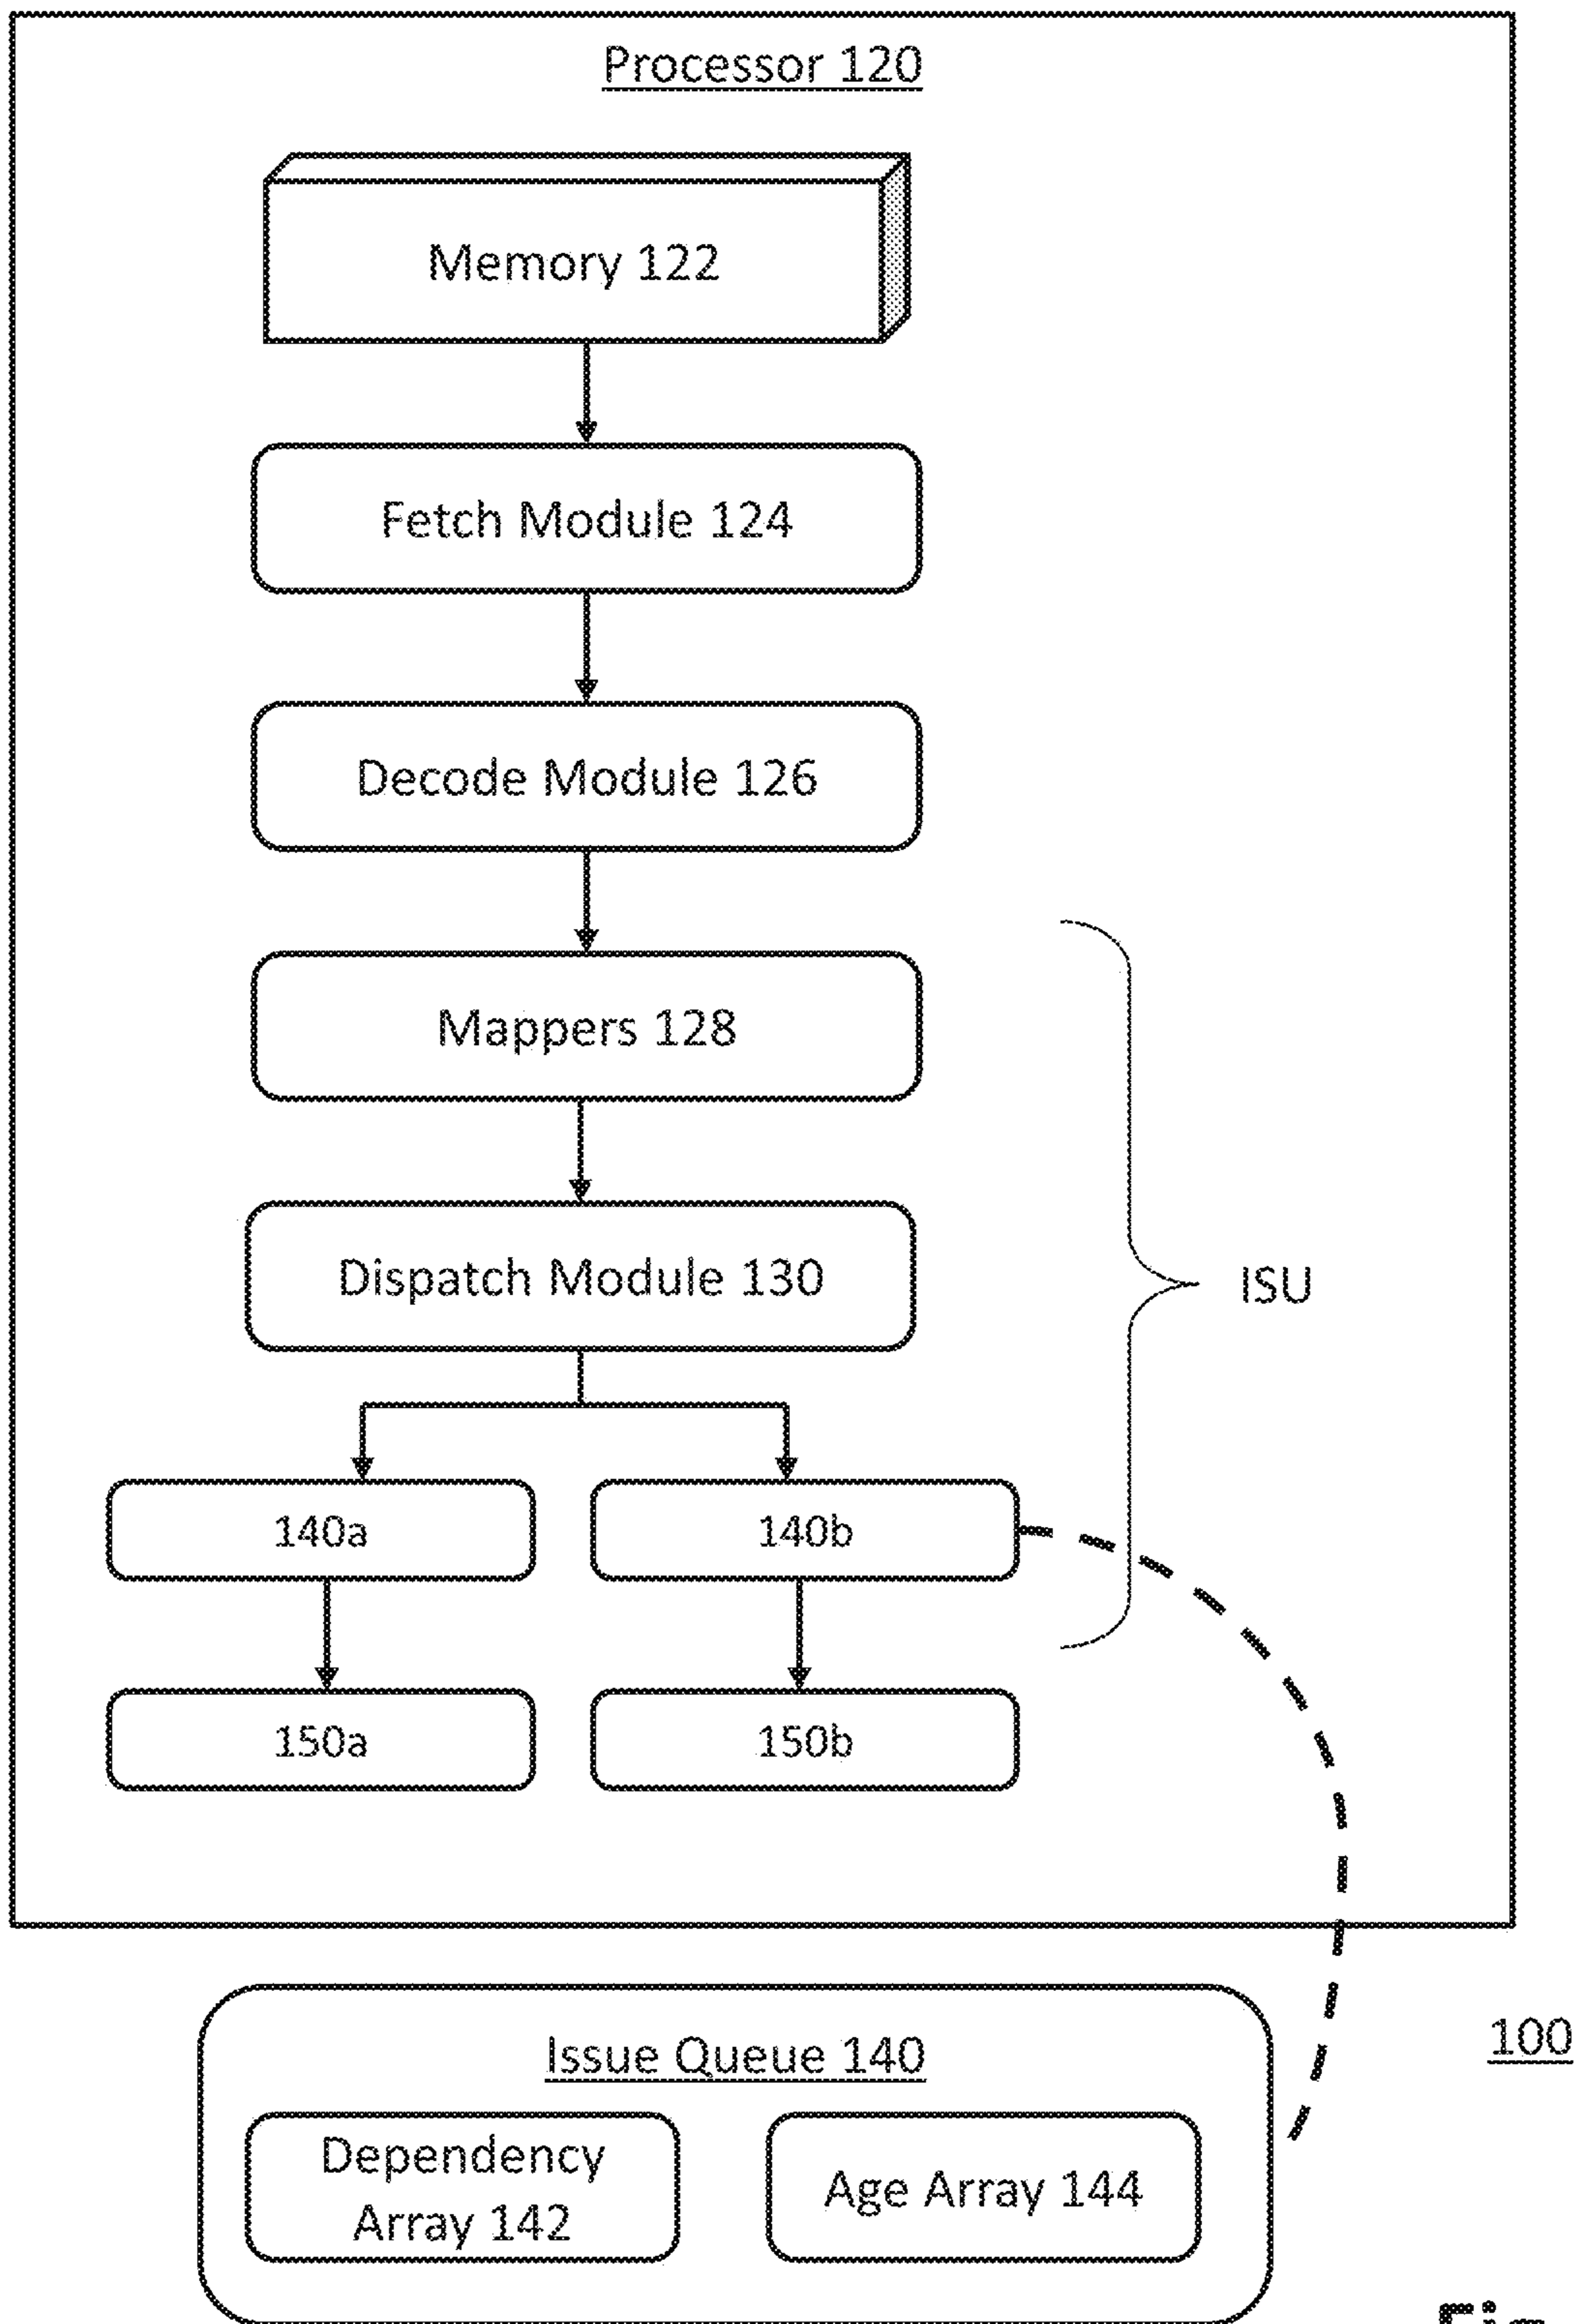 Processor 120
Memory 122
Fetch Module 124
Decode Module 126
Mappers 128
Dispatch Module 130
ISU
140a
140b
150a
150b
Issue Queue 140
100
Dependency
Array 142
Age Array 144